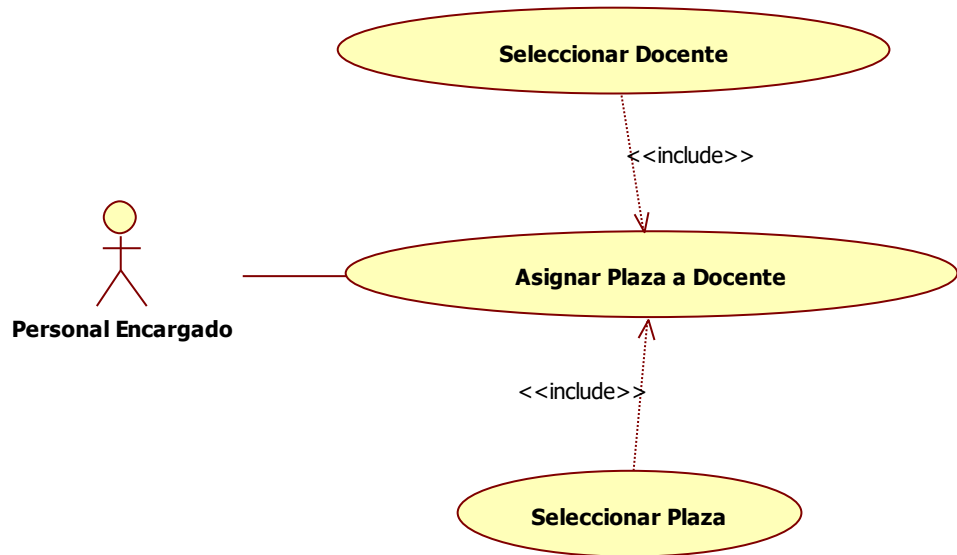 Seleccionar Docente
<<include>>
Asignar Plaza a Docente
Personal Encargado
<<include>>
Seleccionar Plaza